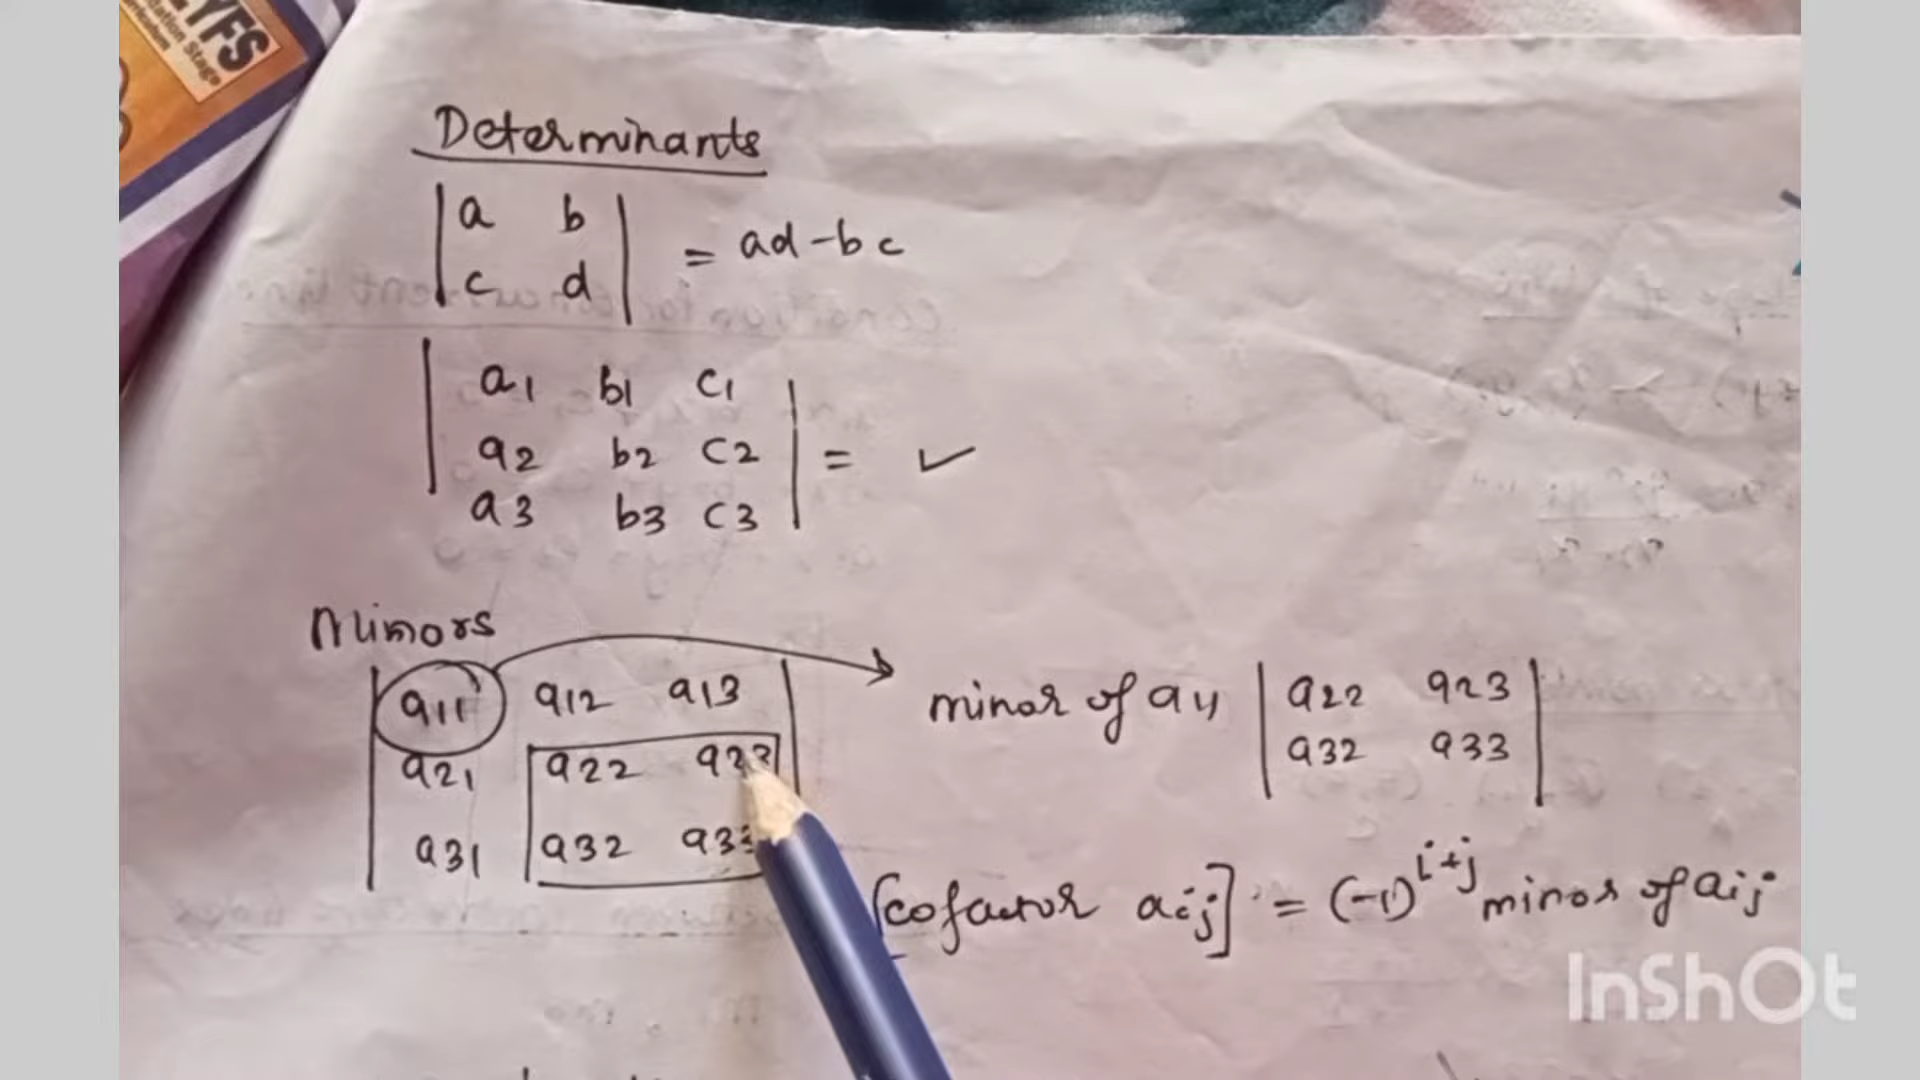 LYFS
Determinants
| a b |
| c d | = ad - bc
| a1 b1 c1 |
| a2 b2 c2 | = ✓
| a3 b3 c3 |
Minors
| a11 a12 a13 |
| a21 a22 a23 |
| a31 a32 a33 |
minor of a11 | a22 a23 |
| a32 a33 |
[cofactor aij] = (-1)^i+j minor of aij
InShOt